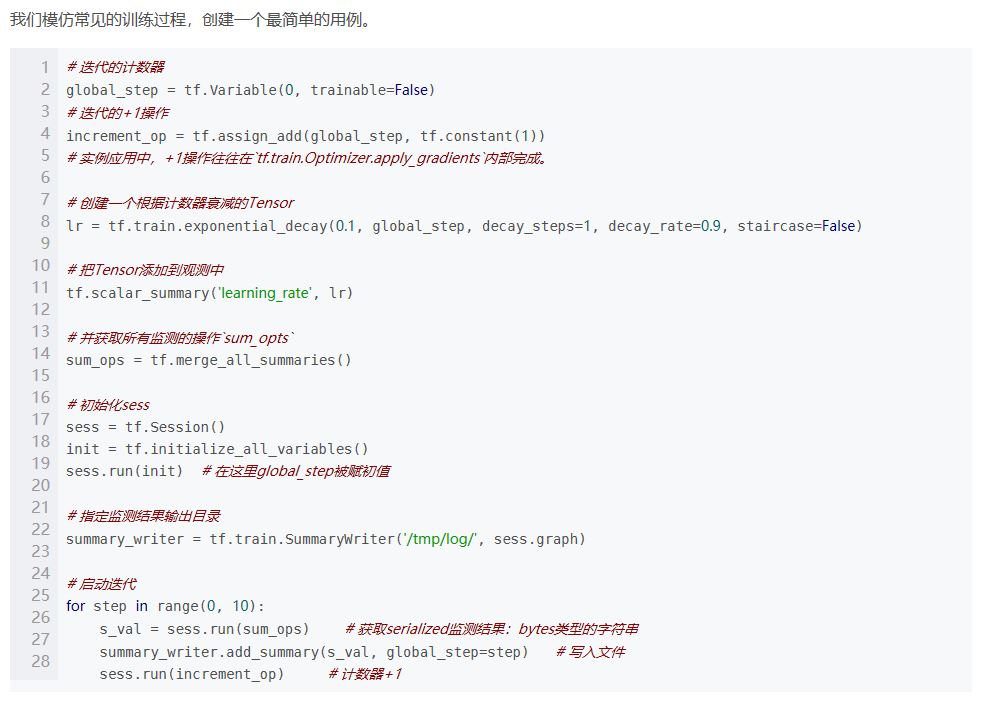 我们模仿常见的训练过程，创建一个最简单的用例。
1 # 迭代的计数器
2 global_step = tf.Variable(0, trainable=False)
3 # 迭代的+1操作
4 increment_op = tf.assign_add(global_step, tf.constant(1))
5 # 实例应用中，+1操作往往在`tf.train.Optimizer.apply_gradients`内部完成。
6
7 # 创建一个根据计数器衰减的Tensor
8 lr = tf.train.exponential_decay(0.1, global_step, decay_steps=1, decay_rate=0.9, staircase=False)
9
10 # 把Tensor添加到观测中
11 tf.scalar_summary('learning_rate', lr)
12
13 # 并获取所有监测的操作`sum_opts`
14 sum_ops = tf.merge_all_summaries()
15
16 # 初始化sess
17 sess = tf.Session()
18 init = tf.initialize_all_variables()
19 sess.run(init)  # 在这里global_step被赋初值
20
21 # 指定监测结果输出目录
22 summary_writer = tf.train.SummaryWriter('/tmp/log/', sess.graph)
23
24 # 启动迭代
25 for step in range(0, 10):
26     s_val = sess.run(sum_ops)    # 获取serialized监测结果：bytes类型的字符串
27     summary_writer.add_summary(s_val, global_step=step)   # 写入文件
28     sess.run(increment_op)     # 计数器+1